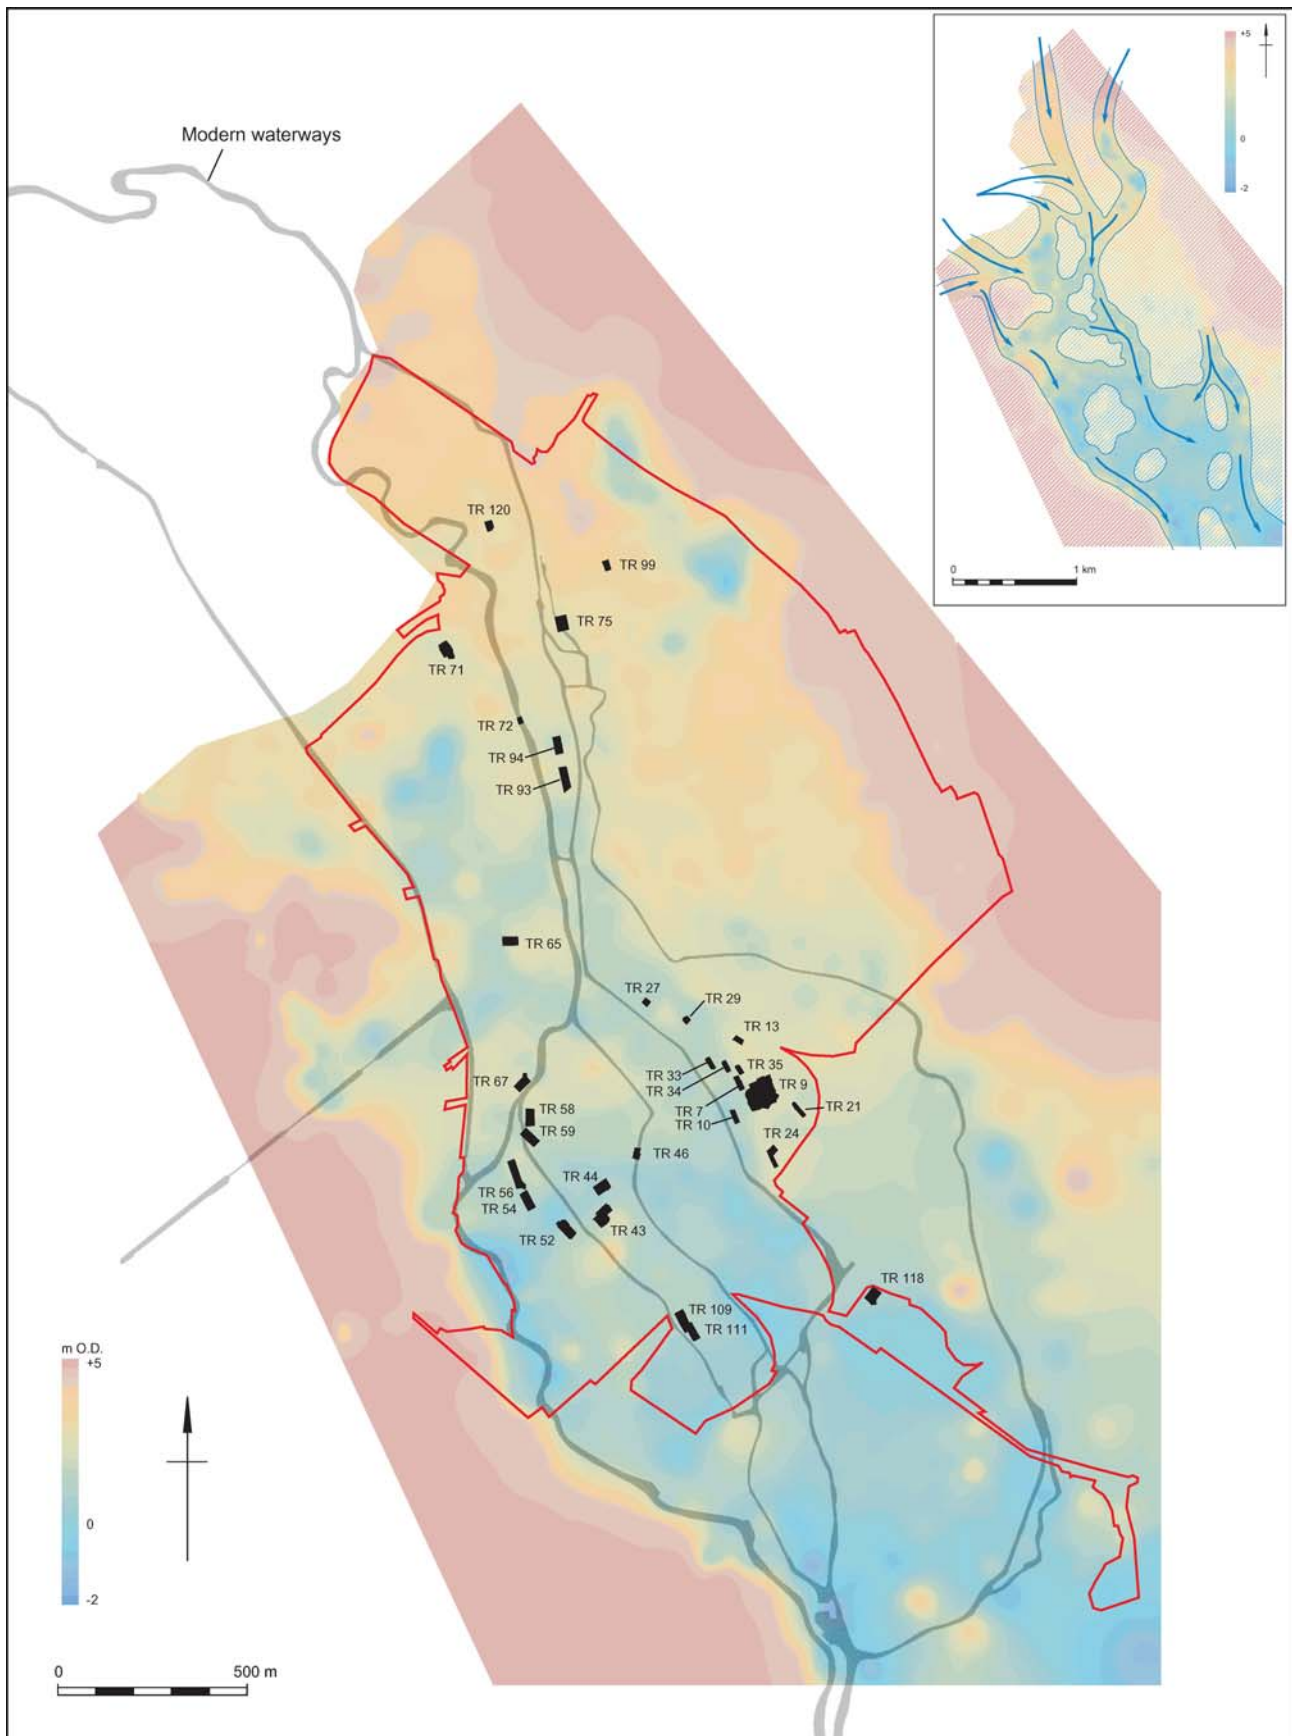 Modern waterways
+5
0
-2
0 1 km
TR 120
TR 99
TR 75
TR 71
TR 72
TR 94
TR 93
TR 65
TR 27
TR 29
TR 13
TR 33
TR 35
TR 34
TR 9
TR 67
TR 7
TR 21
TR 58
TR 10
TR 59
TR 24
TR 46
TR 44
TR 56
TR 54
TR 43
TR 52
TR 118
TR 109
TR 111
m O.D.
+5
0
-2
0 500 m